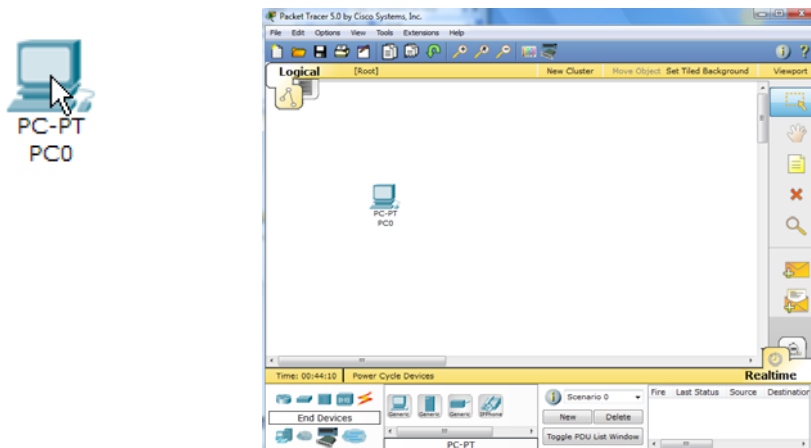 PC-PT
PC0
Packet Tracer 5.0 by Cisco Systems, Inc.
File Edit Options View Tools Extensions Help
Logical [Root] New Cluster Move Object Set Tiled Background Viewport
PC-PT
PC0
Time: 00:44:10 Power Cycle Devices Realtime
End Devices
Generic Generic Generic IPPhone
PC-PT
Scenario 0
New Delete
Toggle PDU List Window
Fire Last Status Source Destination